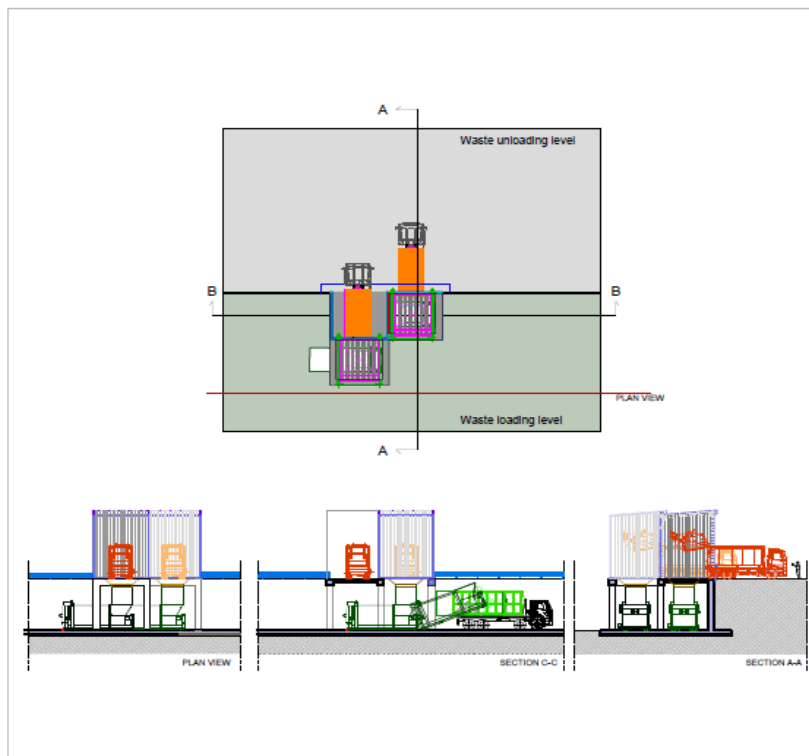 A
Waste unloading level
B
B
PLAN VIEW
Waste loading level
A
PLAN VIEW
SECTION C-C
SECTION A-A